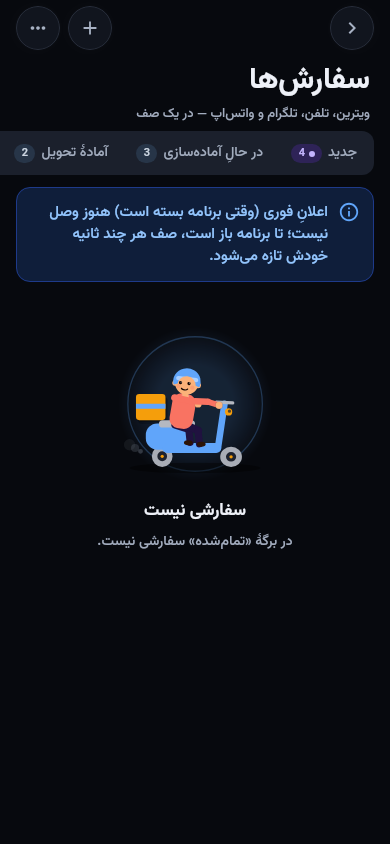 سفارش‌ها
ویترین، تلفن، تلگرام و واتس‌اپ — در یک صف
جدید 4
در حالِ آماده‌سازی 3
آمادهٔ تحویل 2
اعلانِ فوری (وقتی برنامه بسته است) هنوز وصل
نیست؛ تا برنامه باز است، صف هر چند ثانیه
خودش تازه می‌شود.
سفارشی نیست
در برگهٔ «تمام‌شده» سفارشی نیست.